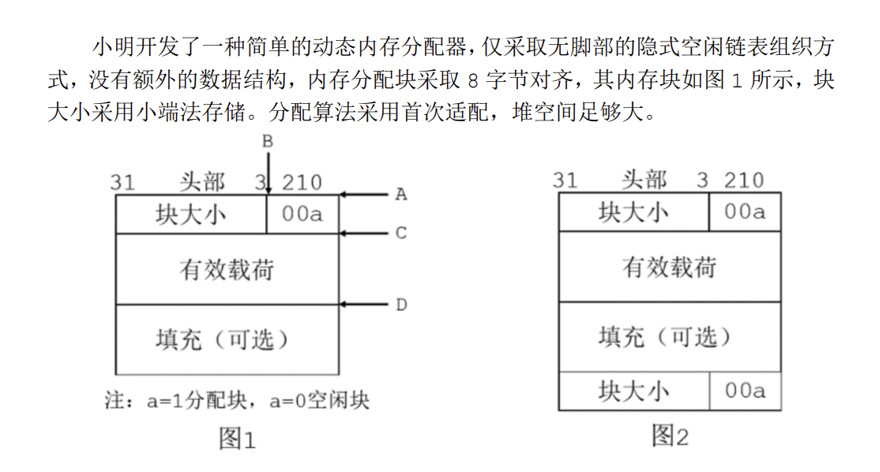 小明开发了一种简单的动态内存分配器，仅采取无脚部的隐式空闲链表组织方
式，没有额外的数据结构，内存分配块采取 8 字节对齐，其内存块如图 1 所示，块
大小采用小端法存储。分配算法采用首次适配，堆空间足够大。
B
31 头部 3 210
A
块大小 00a
C
有效载荷
D
填充（可选）
注：a=1分配块，a=0空闲块
图1
31 头部 3 210
块大小 00a
有效载荷
填充（可选）
块大小 00a
图2